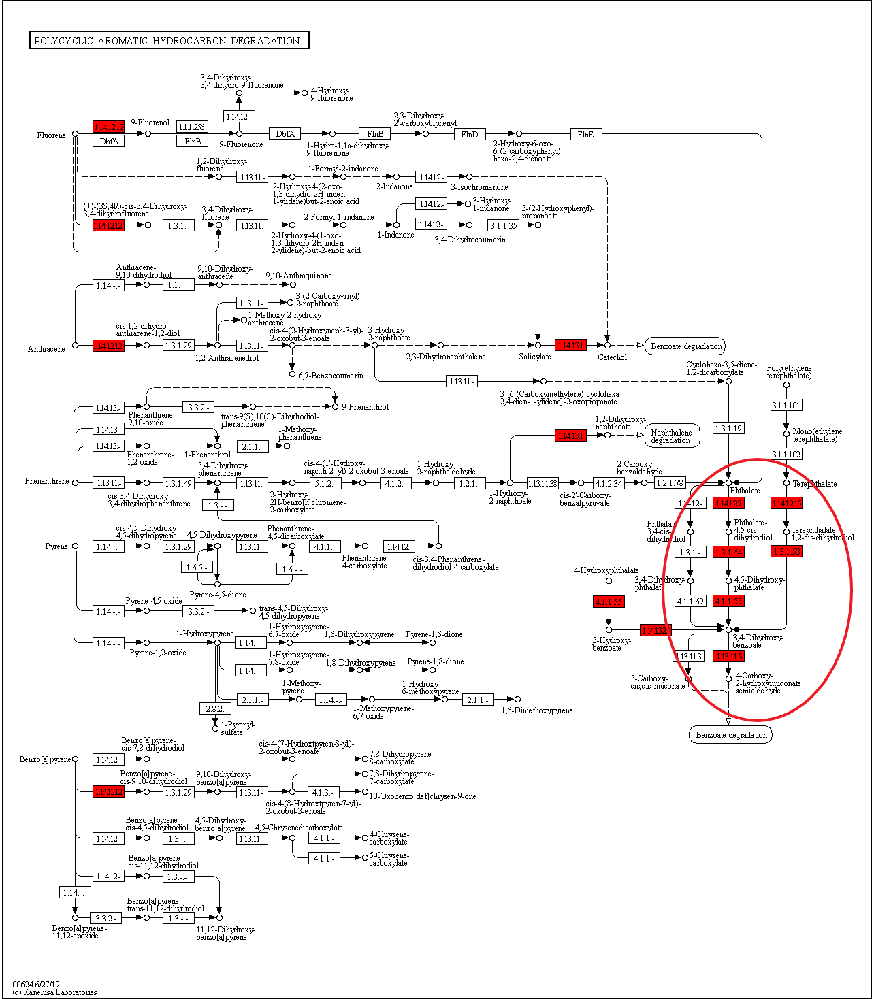 POLYCYCLIC AROMATIC HYDROCARBON DEGRADATION
3,4-Dihydroxy-
3,4-dihydro-9-fluorenone
4-Hydroxy-
9-fluorenone
1.14.12.-
Fluorene
1.14.12.12
DbfA
9-Fluorenol
1.1.1.256
FlnB
9-Fluorenone
DbfA
1-Hydro-1,1a-dihydroxy-
9-fluorenone
FlnB
2,3-Dihydroxy-
2'-carboxybiphenyl
FlnD
2-Hydroxy-6-oxo-
6-(2-carboxyphenyl)-
hexa-2,4-dienoate
FlnE
1,2-Dihydroxy-
fluorene
1.13.11.-
2-Hydroxy-4-(2-oxo-
1,3-dihydro-2H-inden-
1-ylidene)but-2-enoic acid
1-Formyl-2-indanone
2-Indanone
1.14.12.-
3-Isochromanone
(+)-(3S,4R)-cis-3,4-Dihydroxy-
3,4-dihydrofluorene
1.14.12.12
1.3.1.-
3,4-Dihydroxy-
fluorene
1.13.11.-
2-Hydroxy-4-(1-oxo-
1,3-dihydro-2H-inden-
2-ylidene)-but-2-enoic acid
2-Formyl-1-indanone
1-Indanone
1.14.12.-
3-Hydroxy-
1-indanone
1.14.12.-
3,4-Dihydrocoumarin
3.1.1.35
3-(2-Hydroxyphenyl)-
propanoate
Anthracene-
9,10-dihydrodiol
1.14.-.-
1.1.-.-
9,10-Dihydroxy-
anthracene
9,10-Anthraquinone
1.13.11.-
3-(2-Carboxyvinyl)-
2-naphthoate
1-Methoxy-2-hydroxy-
anthracene
Anthracene
1.14.12.12
cis-1,2-dihydro-
anthracene-1,2-diol
1.3.1.29
1,2-Anthracenediol
1.13.11.-
cis-4-(2-Hydroxynaph-3-yl)-
2-oxobut-3-enoate
6,7-Benzocoumarin
3-Hydroxy-
2-naphthoate
2,3-Dihydronaphthalene
Salicylate
1.14.13.1
Catechol
Benzoate degradation
1.13.11.-
3-[6-(Carboxymethylene)-cyclohexa-
2,4-dien-1-ylidene]-2-oxopropanate
Cyclohexa-3,5-diene-
1,2-dicarboxylate
1.3.1.19
Poly(ethylene
terephthalate)
3.1.1.101
Mono(ethylene
terephthalate)
3.1.1.102
Terephthalate
1.14.13.-
Phenanthrene-
9,10-oxide
3.3.2.-
trans-9(S),10(S)-Dihydrodiol-
phenanthrene
9-Phenanthrol
1.14.13.-
1.14.13.-
Phenanthrene-
1,2-oxide
1-Phenanthrol
2.1.1.-
1-Methoxy-
phenanthrene
Phenanthrene
1.13.11.-
cis-3,4-Dihydroxy-
3,4-dihydrophenanthrene
1.3.1.49
3,4-Dihydroxy-
phenanthrene
1.13.11.-
2-Hydroxy-
2H-benzo[h]chromene-
2-carboxylate
5.1.2.-
cis-4-(1'-Hydroxy-
naphth-2'-yl)-2-oxobut-3-enoate
4.1.2.-
1-Hydroxy-
2-naphthaldehyde
1.2.1.-
1-Hydroxy-
2-naphthoate
1.14.13.1
1,2-Dihydroxy-
naphthoate
Naphthalene
degradation
1.13.11.38
cis-2'-Carboxy-
benzalpyruvate
4.1.2.34
2-Carboxy-
benzaldehyde
1.2.1.78
Phthalate
1.3.-.-
Pyrene
1.14.-.-
cis-4,5-Dihydroxy-
4,5-dihydropyrene
1.3.1.29
4,5-Dihydroxypyrene
1.13.11.-
Phenanthrene-
4,5-dicarboxylate
4.1.1.-
Phenanthrene-
4-carboxylate
1.14.12-
cis-3,4-Phenanthrene-
dihydrodiol-4-carboxylate
1.6.5.-
1.6.-.-
Pyrene-4,5-dione
1.14.-.-
Pyrene-4,5-oxide
3.3.2.-
trans-4,5-Dihydroxy-
4,5-dihydropyrene
1.14.-.-
Pyrene-1,2-oxide
1-Hydroxypyrene
1.14.-.-
1-Hydroxypyrene-
6,7-oxide
1,6-Dihydroxypyrene
Pyrene-1,6-dione
1.14.-.-
1-Hydroxypyrene-
7,8-oxide
1,8-Dihydroxypyrene
Pyrene-1,8-dione
2.1.1.-
1-Methoxy-
pyrene
1.14.-.-
1-Methoxypyrene-
6,7-oxide
1-Hydroxy-
6-methoxypyrene
2.1.1.-
1,6-Dimethoxypyrene
2.8.2.-
1-Pyrenyl-
sulfate
1.14.12.-
1.14.12.7
1.14.12.15
Phthalate-
3,4-cis-
dihydrodiol
Phthalate-
4,5-cis-
dihydrodiol
Terephthalate-
1,2-cis-dihydrodiol
1.3.1.-
1.3.1.64
1.3.1.53
4-Hydroxyphthalate
3,4-Dihydroxy-
phthalate
4,5-Dihydroxy-
phthalate
4.1.1.55
4.1.1.69
4.1.1.55
3-Hydroxy-
benzoate
3,4-Dihydroxy-
benzoate
1.13.11.3
1.13.11.8
3-Carboxy-
cis,cis-muconate
4-Carboxy-
2-hydroxymuconate
semialdehyde
Benzoate degradation
Benzo[a]pyrene
1.14.12.-
Benzo[a]pyrene-
cis-7,8-dihydrodiol
cis-4-(7-Hydroxtpyren-8-yl)-
2-oxobut-3-enoate
7,8-Dihydropyrene-
8-carboxylate
1.14.12.12
Benzo[a]pyrene-
cis-9,10-dihydrodiol
1.3.1.29
9,10-Dihydroxy-
benzo[a]pyrene
1.13.11.-
cis-4-(8-Hydroxtpyren-7-yl)-
2-oxobut-3-enoate
4.1.3.-
7,8-Dihydropyrene-
7-carboxylate
10-Oxobenzo[def]chrysen-9-one
1.14.12.-
Benzo[a]pyrene-
cis-4,5-dihydrodiol
1.3.-.-
4,5-Dihydroxy-
benzo[a]pyrene
1.13.11.-
4,5-Chrysenedicarboxylate
4.1.1.-
4-Chrysene-
carboxylate
4.1.1.-
5-Chrysene-
carboxylate
1.14.12.-
Benzo[a]pyrene-
cis-11,12-dihydrodiol
1.3.-.-
1.14.-.-
Benzo[a]pyrene-
11,12-epoxide
3.3.2.-
Benzo[a]pyrene-
trans-11,12-dihydrodiol
1.3.-.-
11,12-Dihydroxy-
benzo[a]pyrene
00624 6/27/19
(c) Kanehisa Laboratories